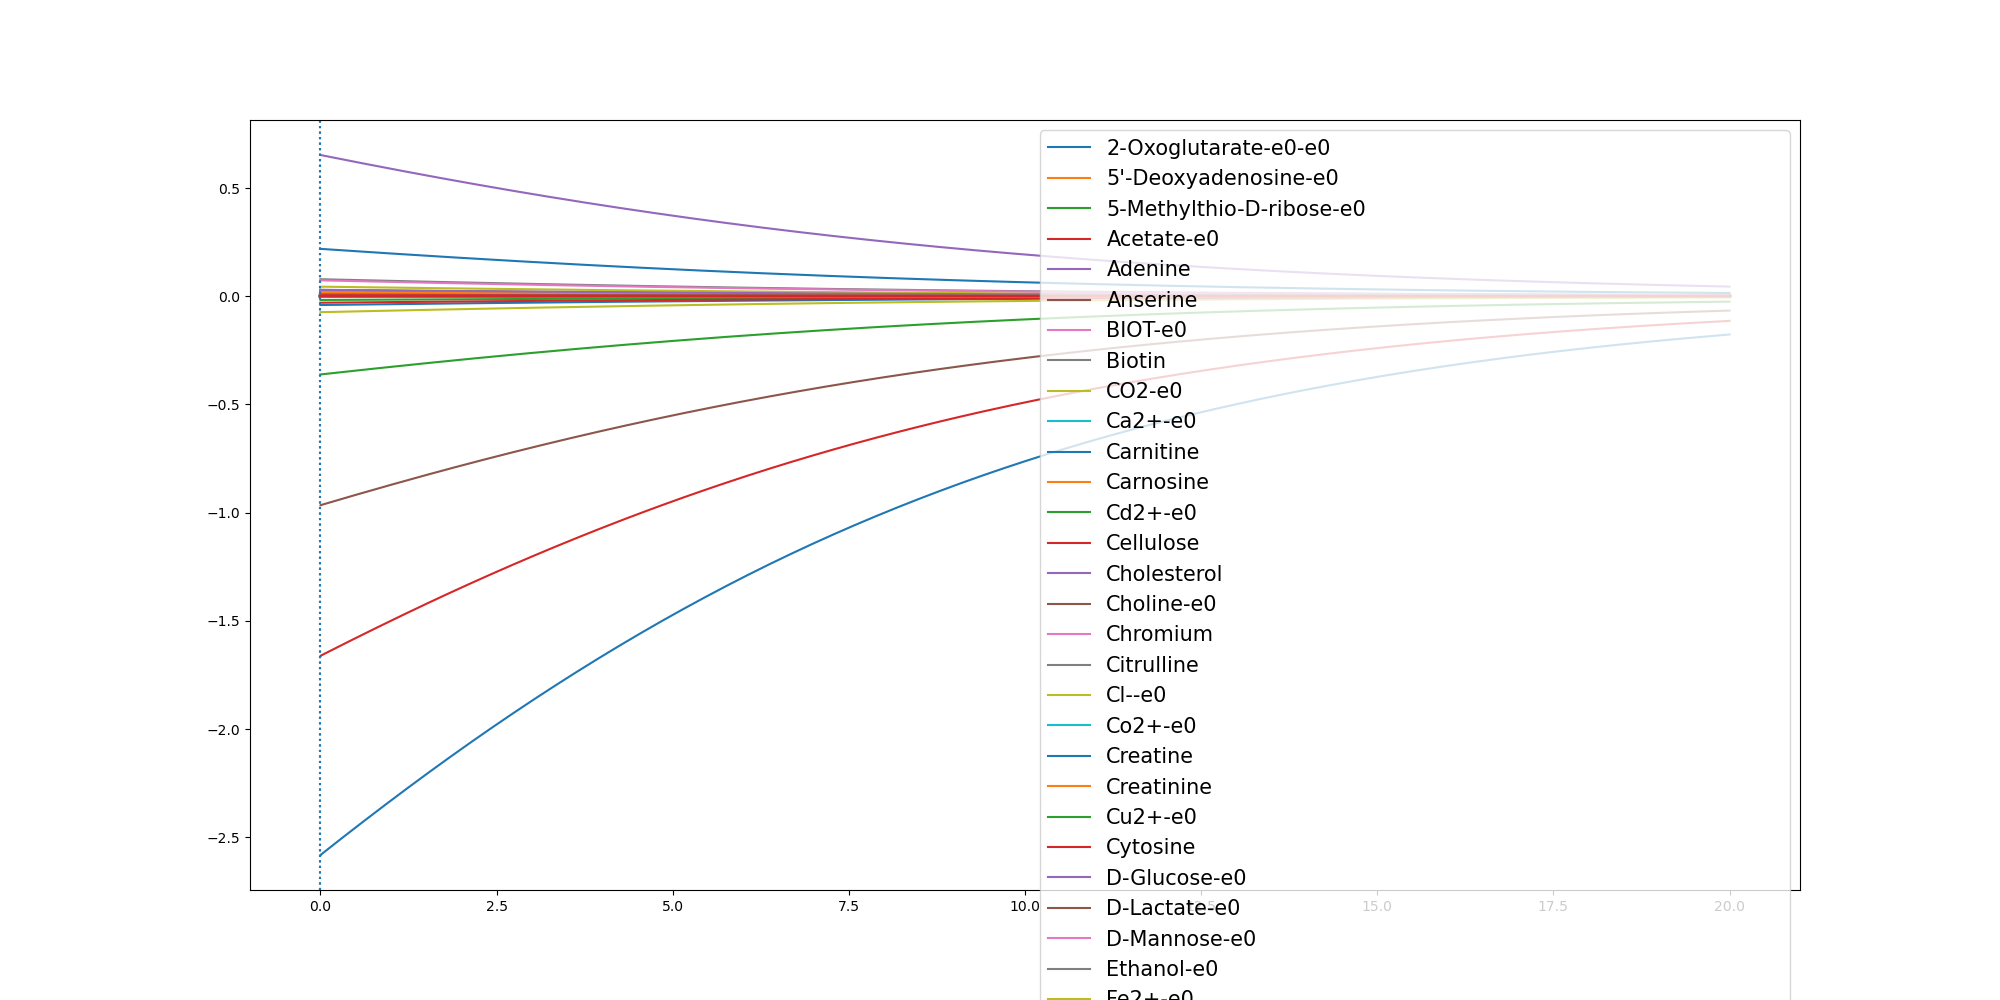 0.5
0.0
−0.5
−1.0
−1.5
−2.0
−2.5
0.0 2.5 5.0 7.5 10.0 15.0 17.5 20.0
2-Oxoglutarate-e0-e0
5'-Deoxyadenosine-e0
5-Methylthio-D-ribose-e0
Acetate-e0
Adenine
Anserine
BIOT-e0
Biotin
CO2-e0
Ca2+-e0
Carnitine
Carnosine
Cd2+-e0
Cellulose
Cholesterol
Choline-e0
Chromium
Citrulline
Cl--e0
Co2+-e0
Creatine
Creatinine
Cu2+-e0
Cytosine
D-Glucose-e0
D-Lactate-e0
D-Mannose-e0
Ethanol-e0
Fe2+-e0